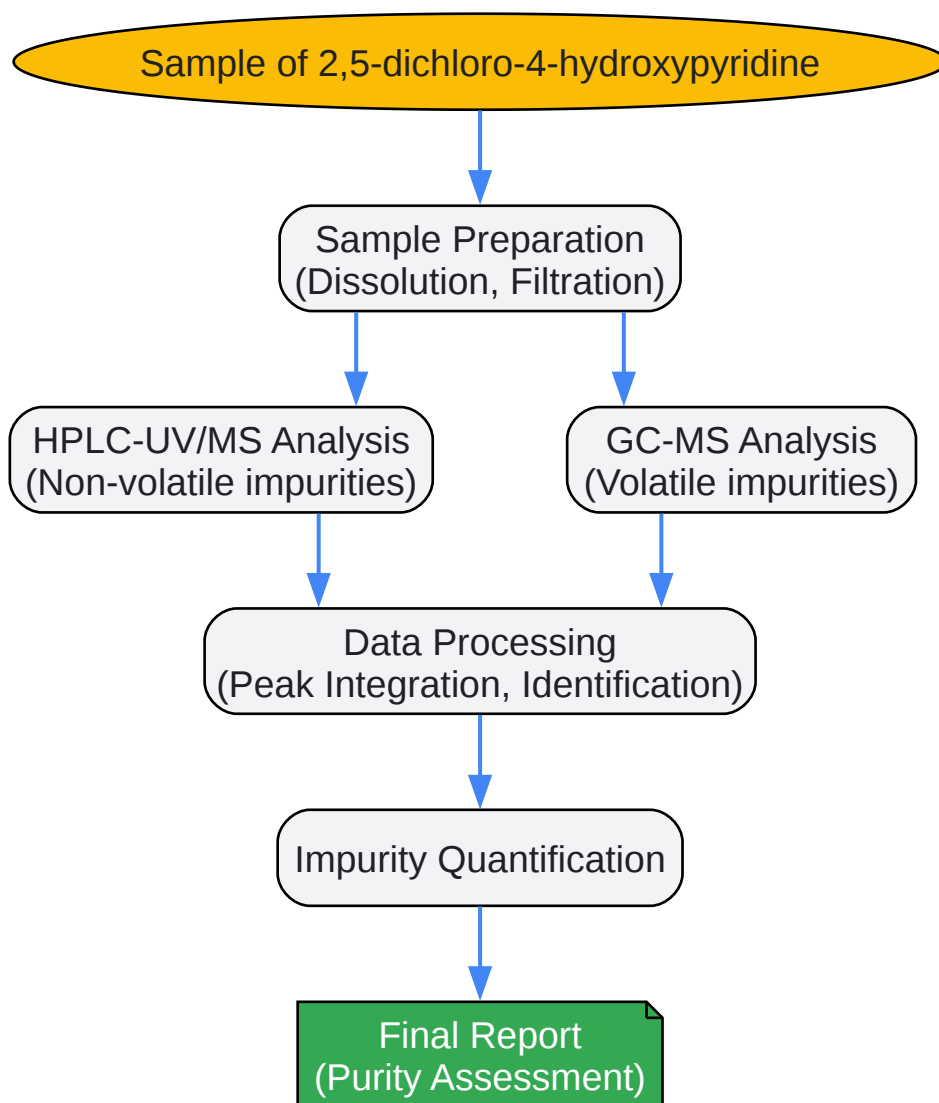 Sample of 2,5-dichloro-4-hydroxypyridine
Sample Preparation
(Dissolution, Filtration)
HPLC-UV/MS Analysis
(Non-volatile impurities)
GC-MS Analysis
(Volatile impurities)
Data Processing
(Peak Integration, Identification)
Impurity Quantification
Final Report
(Purity Assessment)